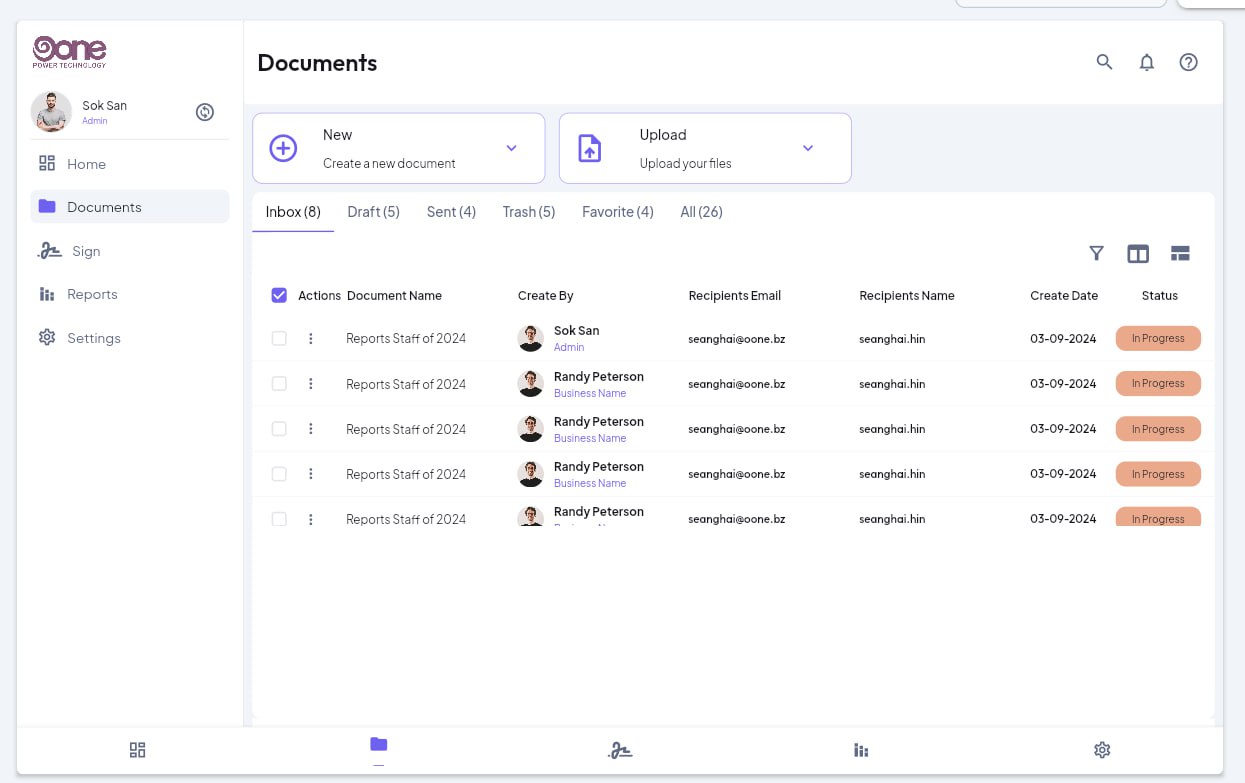 Oone
POWER TECHNOLOGY
Documents
Sok San
Admin
Home
Documents
Sign
Reports
Settings
New
Create a new document
Upload
Upload your files
Inbox (8) Draft (5) Sent (4) Trash (5) Favorite (4) All (26)
Actions Document Name Create By Recipients Email Recipients Name Create Date Status
Reports Staff of 2024 Sok San seanghai@oone.bz seanghai.hin 03-09-2024 In Progress
Admin
Reports Staff of 2024 Randy Peterson seanghai@oone.bz seanghai.hin 03-09-2024 In Progress
Business Name
Reports Staff of 2024 Randy Peterson seanghai@oone.bz seanghai.hin 03-09-2024 In Progress
Business Name
Reports Staff of 2024 Randy Peterson seanghai@oone.bz seanghai.hin 03-09-2024 In Progress
Business Name
Reports Staff of 2024 Randy Peterson seanghai@oone.bz seanghai.hin 03-09-2024 In Progress